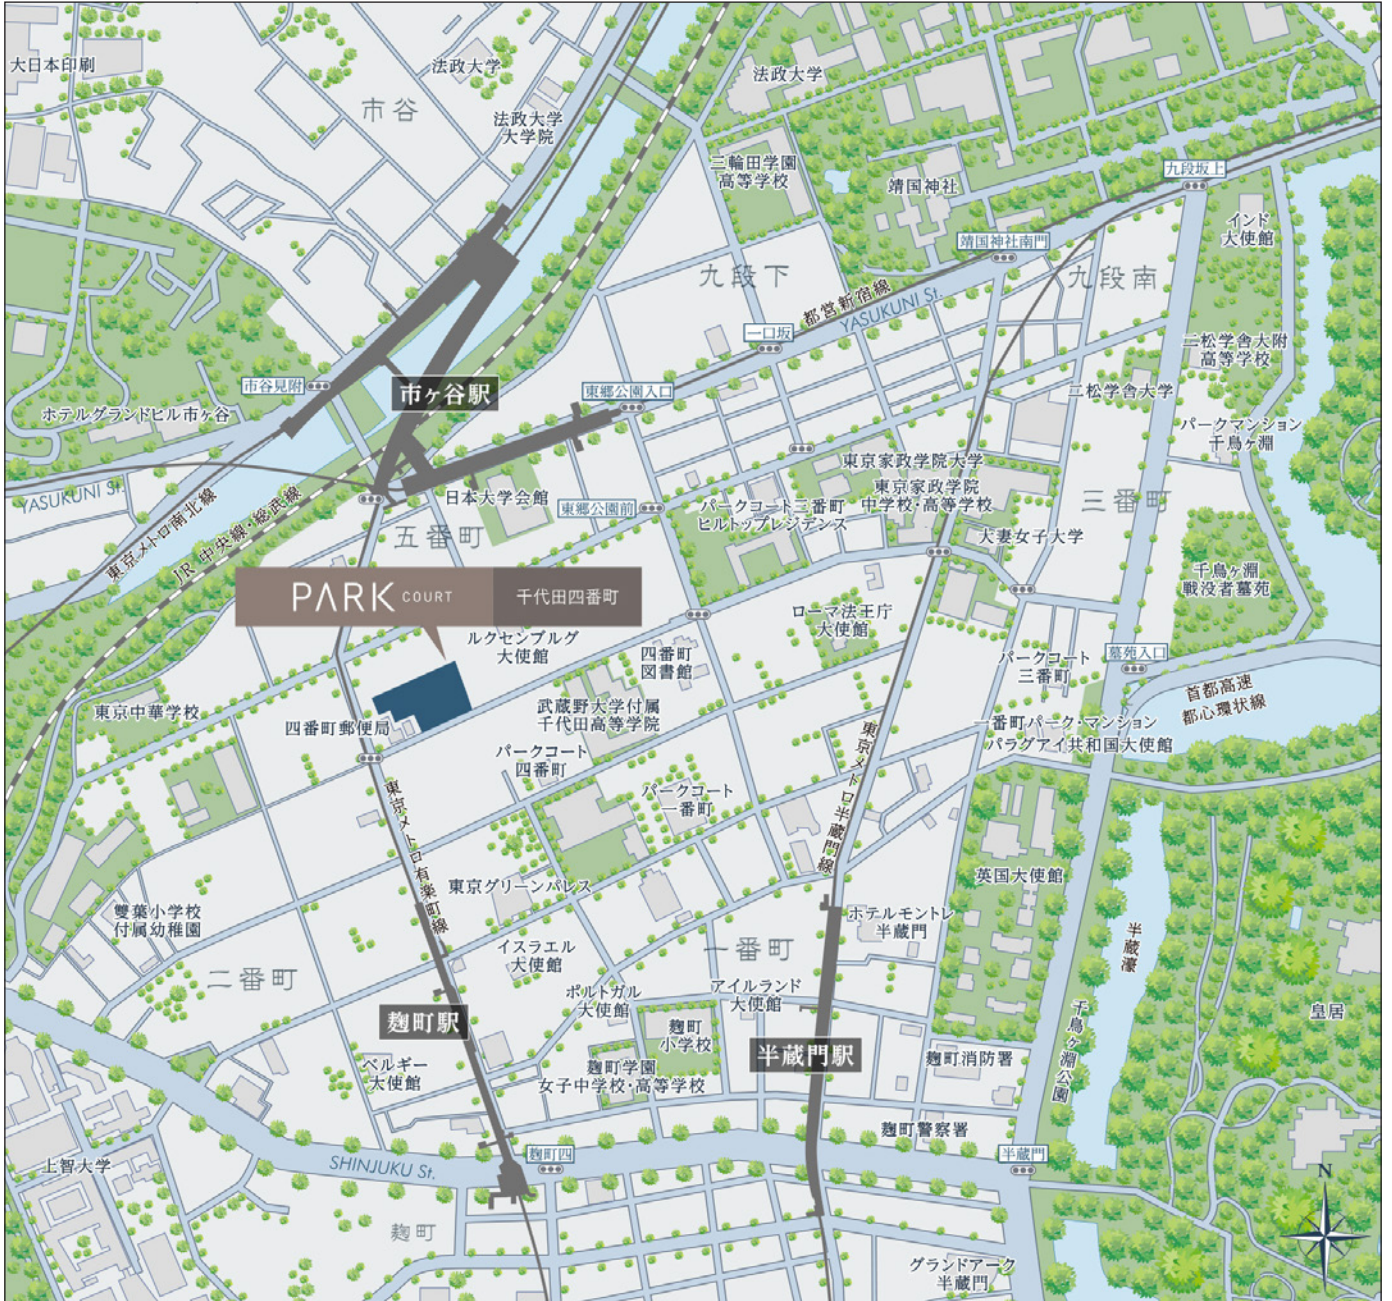 大日本印刷
法政大学
市谷
法政大学
大学院
法政大学
三輪田学園
高等学校
靖国神社
九段坂上
インド
大使館
靖国神社南門
九段下
九段南
都営新宿線
YASUKUNI St.
一口坂
二松学舎大附
高等学校
市谷見附
市ヶ谷駅
東郷公園入口
二松学舎大学
ホテルグランドヒル市ヶ谷
パークマンション
千鳥ヶ淵
YASUKUNI St.
東京メトロ南北線
JR 中央線・総武線
日本大学会館
東郷公園前
東京家政学院大学
東京家政学院
中学校・高等学校
パークコート二番町
ヒルトップレジデンス
三番町
五番町
大妻女子大学
千鳥ヶ淵
戦没者墓苑
PARK COURT
千代田四番町
ルクセンブルグ
大使館
四番町
図書館
ローマ法王庁
大使館
パークコート
三番町
墓苑入口
首都高速
都心環状線
東京中華学校
四番町郵便局
武蔵野大学付属
千代田高等学院
一番町パーク・マンション
パラグアイ共和国大使館
パークコート
四番町
パークコート
一番町
東京メトロ有楽町線
東京メトロ半蔵門線
東京グリーンパレス
英国大使館
雙葉小学校
付属幼稚園
ホテルモントレ
半蔵門
二番町
イスラエル
大使館
一番町
半蔵濠
ポルトガル
大使館
アイルランド
大使館
麹町駅
麹町
小学校
半蔵門駅
千鳥ヶ淵公園
皇居
ベルギー
大使館
麹町学園
女子中学校・高等学校
麹町消防署
麹町警察署
上智大学
SHINJUKU St.
麹町四
半蔵門
N
麹町
グランドアーク
半蔵門